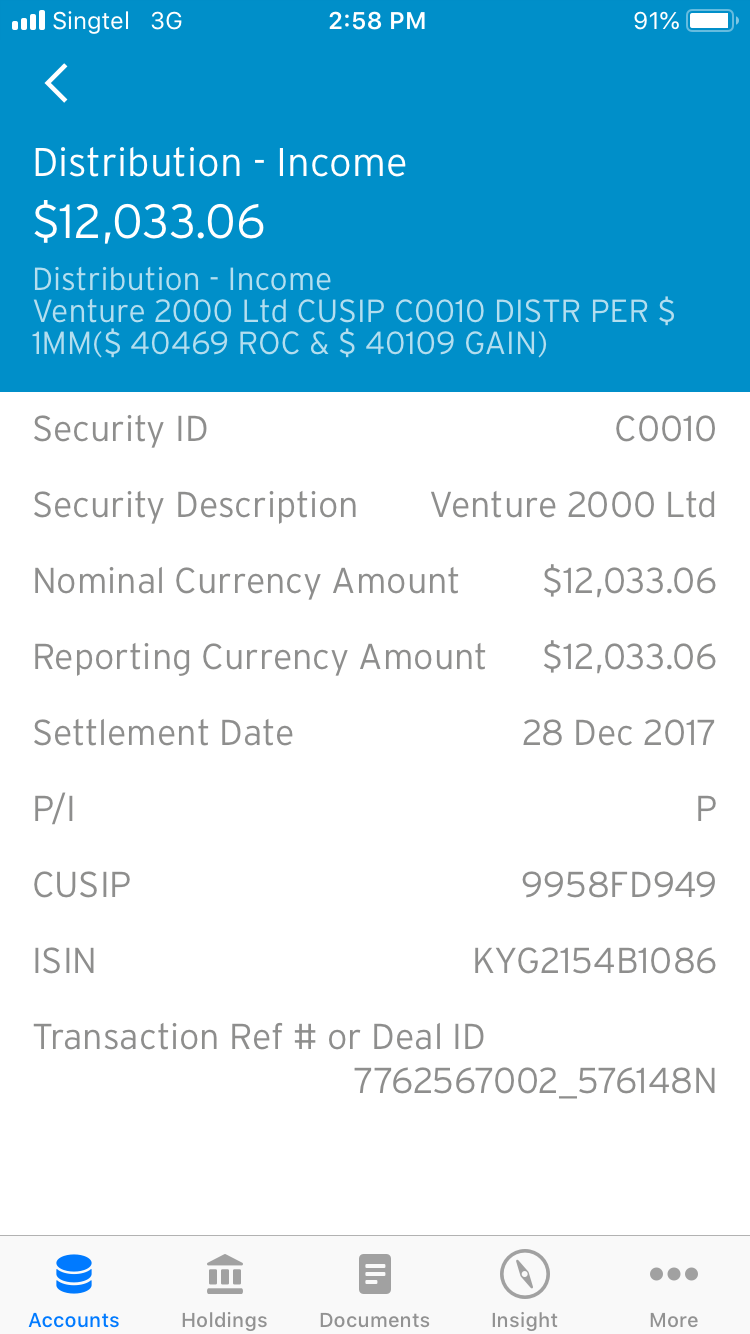 Singtel 3G 2:58 PM 91%
Distribution - Income
$12,033.06
Distribution - Income
Venture 2000 Ltd CUSIP C0010 DISTR PER $
1MM($ 40469 ROC & $ 40109 GAIN)
Security ID C0010
Security Description Venture 2000 Ltd
Nominal Currency Amount $12,033.06
Reporting Currency Amount $12,033.06
Settlement Date 28 Dec 2017
P/I P
CUSIP 9958FD949
ISIN KYG2154B1086
Transaction Ref # or Deal ID
7762567002_576148N
Accounts Holdings Documents Insight More